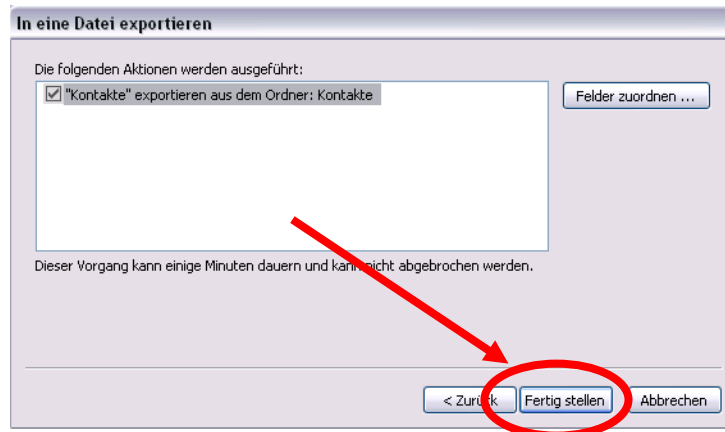 In eine Datei exportieren
Die folgenden Aktionen werden ausgeführt:
"Kontakte" exportieren aus dem Ordner: Kontakte
Felder zuordnen ...
Dieser Vorgang kann einige Minuten dauern und kann nicht abgebrochen werden.
< Zurück
Fertig stellen
Abbrechen